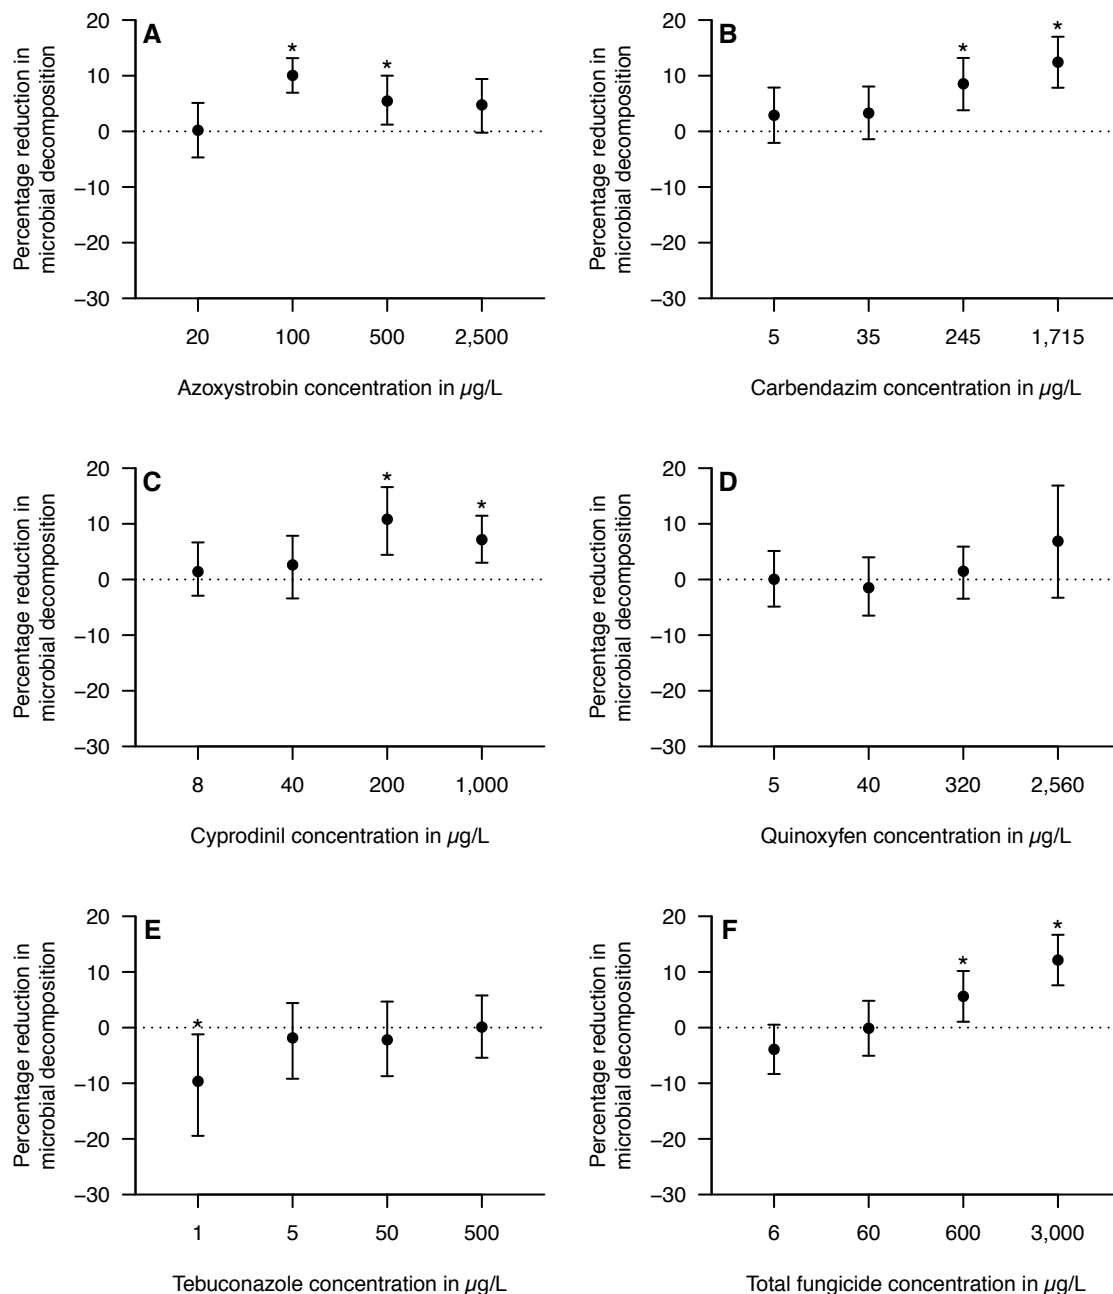 A
Percentage reduction in
microbial decomposition
20
10
0
−10
−20
−30
*
*
20 100 500 2,500
Azoxystrobin concentration in µg/L
B
Percentage reduction in
microbial decomposition
20
10
0
−10
−20
−30
*
*
5 35 245 1,715
Carbendazim concentration in µg/L
C
Percentage reduction in
microbial decomposition
20
10
0
−10
−20
−30
*
*
8 40 200 1,000
Cyprodinil concentration in µg/L
D
Percentage reduction in
microbial decomposition
20
10
0
−10
−20
−30
5 40 320 2,560
Quinoxyfen concentration in µg/L
E
Percentage reduction in
microbial decomposition
20
10
0
−10
−20
−30
*
1 5 50 500
Tebuconazole concentration in µg/L
F
Percentage reduction in
microbial decomposition
20
10
0
−10
−20
−30
*
*
6 60 600 3,000
Total fungicide concentration in µg/L